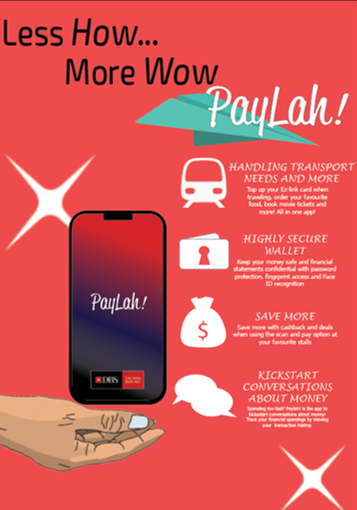 Less How...
More Wow
PayLah!
HANDLING TRANSPORT
NEEDS AND MORE
Top up your Ez-link card when
traveling, order your favourite
food, book movie tickets and
more! All in one app!
HIGHLY SECURE
WALLET
Keep your money safe and financial
statements confidential with password
protection, fingerprint access and Face
ID recognition
PayLah!
SAVE MORE
Save more with cashback and deals
when using the scan and pay option at
your favourite stalls
$
DBS
KICKSTART
CONVERSATIONS
ABOUT MONEY
Spending too fast? Paylah! is the app to
kickstart conversations about money!
Track your financial spendings by viewing
your transaction history